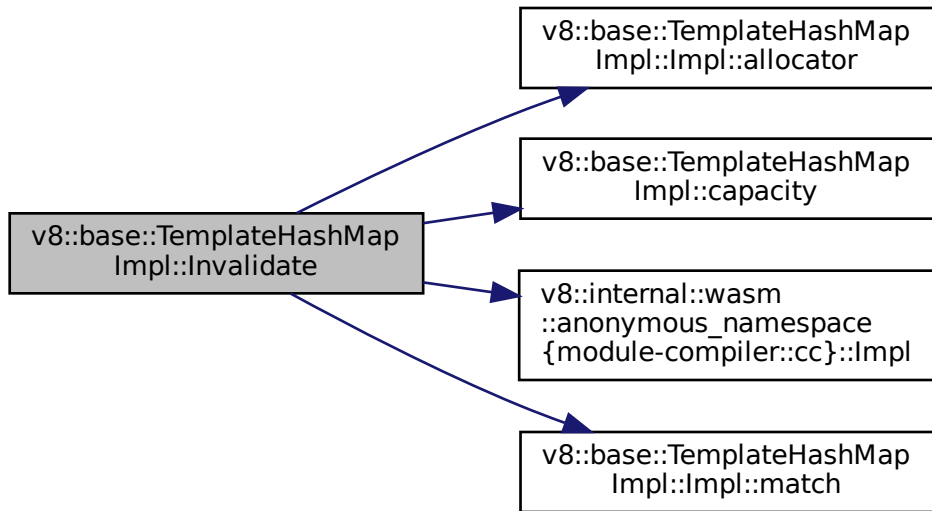 v8::base::TemplateHashMap
Impl::Impl::allocator
v8::base::TemplateHashMap
Impl::capacity
v8::base::TemplateHashMap
Impl::Invalidate
v8::internal::wasm
::anonymous_namespace
{module-compiler::cc}::Impl
v8::base::TemplateHashMap
Impl::Impl::match